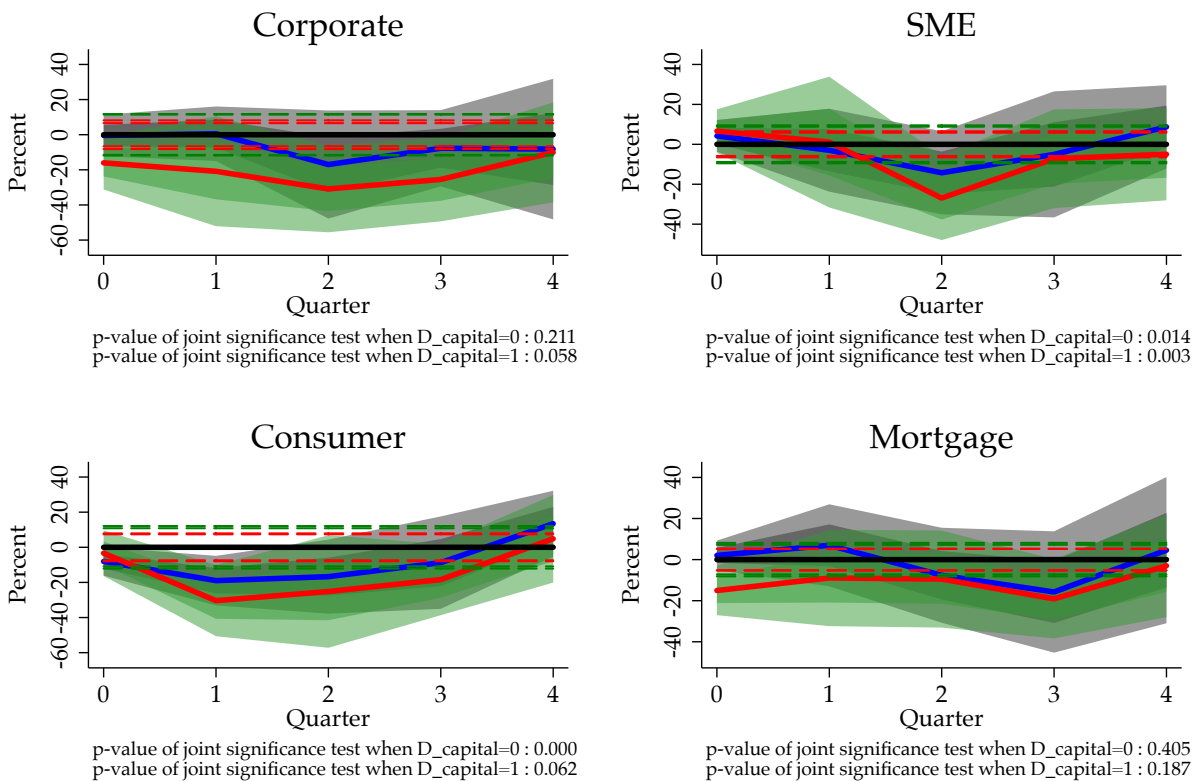 Corporate
Percent
40
20
0
-20
-60
0 1 2 3 4
Quarter
p-value of joint significance test when D_capital=0 : 0.211
p-value of joint significance test when D_capital=1 : 0.058
SME
Percent
40
20
0
-40
0 1 2 3 4
Quarter
p-value of joint significance test when D_capital=0 : 0.014
p-value of joint significance test when D_capital=1 : 0.003
Consumer
Percent
40
20
0
-20
-60
0 1 2 3 4
Quarter
p-value of joint significance test when D_capital=0 : 0.000
p-value of joint significance test when D_capital=1 : 0.062
Mortgage
Percent
40
20
0
-40
0 1 2 3 4
Quarter
p-value of joint significance test when D_capital=0 : 0.405
p-value of joint significance test when D_capital=1 : 0.187